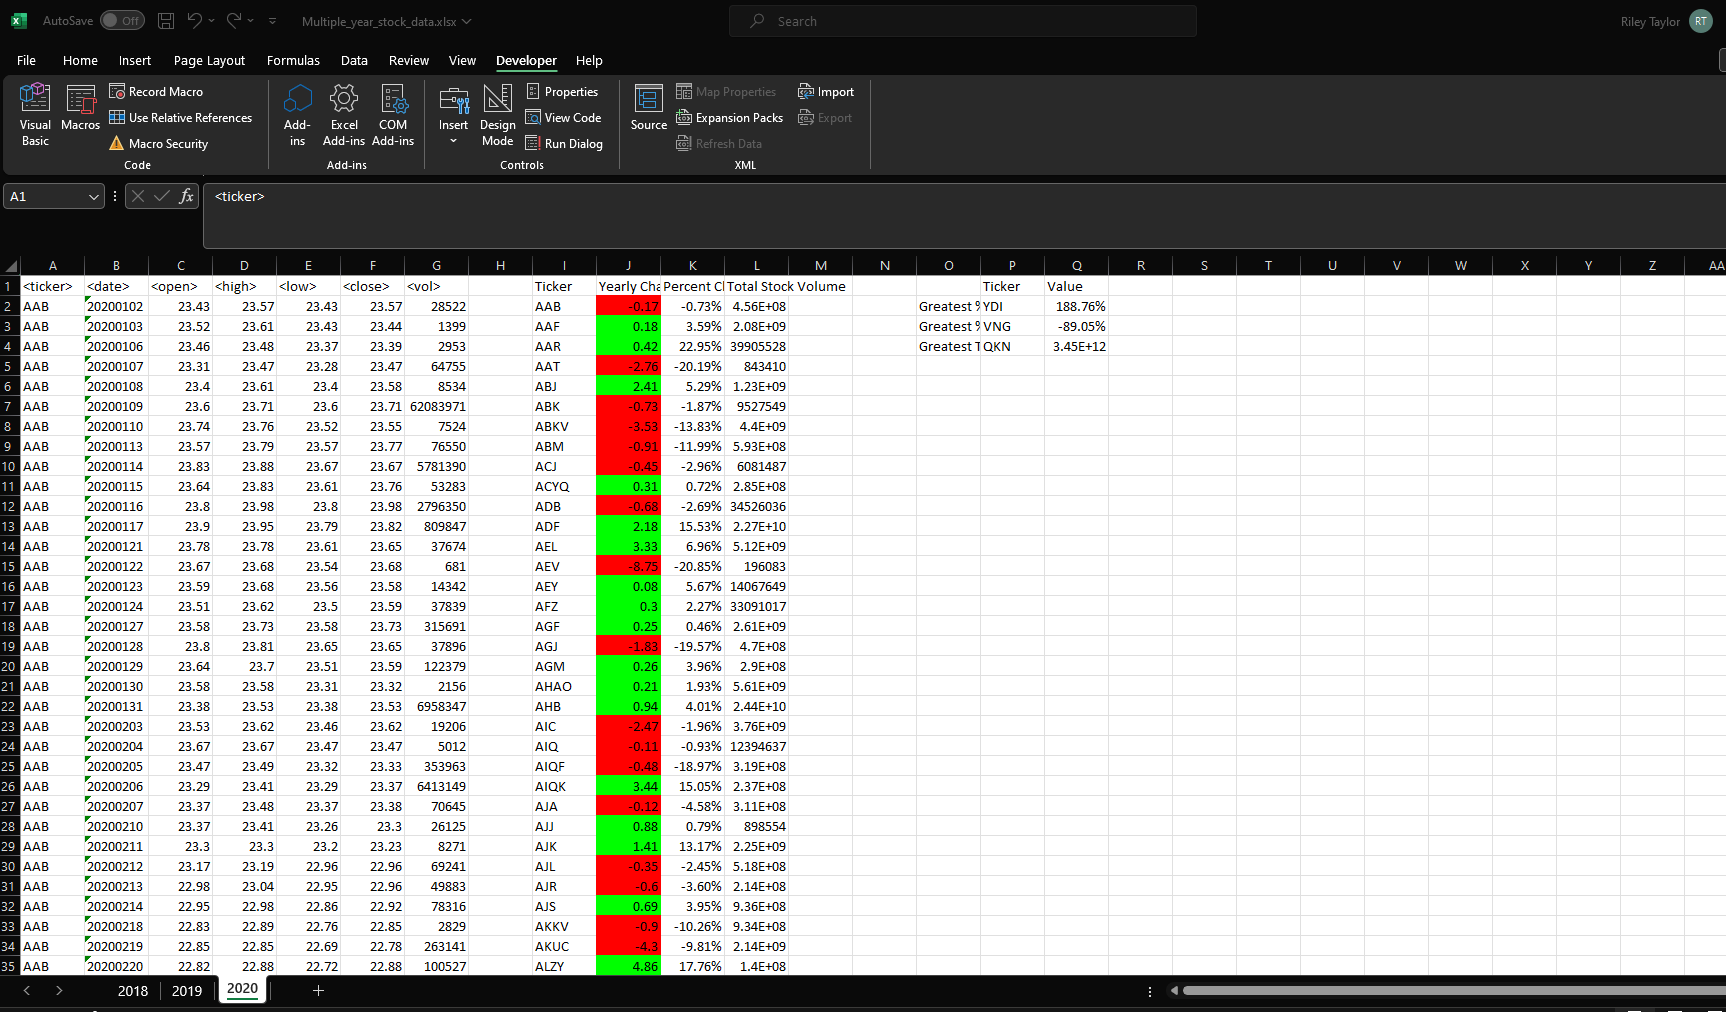 AutoSave Off Multiple_year_stock_data.xlsx Search Riley Taylor RT
File Home Insert Page Layout Formulas Data Review View Developer Help
Visual Basic Macros Record Macro Use Relative References Macro Security Code
Add-ins Excel Add-ins COM Add-ins Add-ins
Insert Design Mode Properties View Code Run Dialog Controls
Source Map Properties Expansion Packs Refresh Data Import Export XML
A1 fx <ticker>
A B C D E F G H I J K L M N O P Q R S T U V W X Y Z AA
1 <ticker> <date> <open> <high> <low> <close> <vol> Ticker Yearly Cha Percent Cl Total Stock Volume Ticker Value
2 AAB 20200102 23.43 23.57 23.43 23.57 28522 AAB -0.17 -0.73% 4.56E+08 Greatest % YDI 188.76%
3 AAB 20200103 23.52 23.61 23.43 23.44 1399 AAF 0.18 3.59% 2.08E+09 Greatest % VNG -89.05%
4 AAB 20200106 23.46 23.48 23.37 23.39 2953 AAR 0.42 22.95% 39905528 Greatest T QKN 3.45E+12
5 AAB 20200107 23.31 23.47 23.28 23.47 64755 AAT -2.76 -20.19% 843410
6 AAB 20200108 23.4 23.61 23.4 23.58 8534 ABJ 2.41 5.29% 1.23E+09
7 AAB 20200109 23.6 23.71 23.6 23.71 62083971 ABK -0.73 -1.87% 9527549
8 AAB 20200110 23.74 23.76 23.52 23.55 7524 ABKV -3.53 -13.83% 4.4E+09
9 AAB 20200113 23.57 23.79 23.57 23.77 76550 ABM -0.91 -11.99% 5.93E+08
10 AAB 20200114 23.83 23.88 23.67 23.67 5781390 ACJ -0.45 -2.96% 6081487
11 AAB 20200115 23.64 23.83 23.61 23.76 53283 ACYQ 0.31 0.72% 2.85E+08
12 AAB 20200116 23.8 23.98 23.8 23.98 2796350 ADB -0.68 -2.69% 34526036
13 AAB 20200117 23.9 23.95 23.79 23.82 809847 ADF 2.18 15.53% 2.27E+10
14 AAB 20200121 23.78 23.78 23.61 23.65 37674 AEL 3.33 6.96% 5.12E+09
15 AAB 20200122 23.67 23.68 23.54 23.68 681 AEV -8.75 -20.85% 196083
16 AAB 20200123 23.59 23.68 23.56 23.58 14342 AEY 0.08 5.67% 14067649
17 AAB 20200124 23.51 23.62 23.5 23.59 37839 AFZ 0.3 2.27% 33091017
18 AAB 20200127 23.58 23.73 23.58 23.73 315691 AGF 0.25 0.46% 2.61E+09
19 AAB 20200128 23.8 23.81 23.65 23.65 37896 AGJ -1.83 -19.57% 4.7E+08
20 AAB 20200129 23.64 23.7 23.51 23.59 122379 AGM 0.26 3.96% 2.9E+08
21 AAB 20200130 23.58 23.58 23.31 23.32 2156 AHAO 0.21 1.93% 5.61E+09
22 AAB 20200131 23.38 23.53 23.38 23.53 6958347 AHB 0.94 4.01% 2.44E+10
23 AAB 20200203 23.53 23.62 23.46 23.62 19206 AIC -2.47 -1.96% 3.76E+09
24 AAB 20200204 23.67 23.67 23.47 23.47 5012 AIQ -0.11 -0.93% 12394637
25 AAB 20200205 23.47 23.49 23.32 23.33 353963 AIQF -0.48 -18.97% 3.19E+08
26 AAB 20200206 23.29 23.41 23.29 23.37 6413149 AIQK 3.44 15.05% 2.37E+08
27 AAB 20200207 23.37 23.48 23.37 23.38 70645 AJA -0.12 -4.58% 3.11E+08
28 AAB 20200210 23.37 23.41 23.26 23.3 26125 AJJ 0.88 0.79% 898554
29 AAB 20200211 23.3 23.3 23.2 23.23 8271 AJK 1.41 13.17% 2.25E+09
30 AAB 20200212 23.17 23.19 22.96 22.96 69241 AJL -0.35 -2.45% 5.18E+08
31 AAB 20200213 22.98 23.04 22.95 22.96 49883 AJR -0.6 -3.60% 2.14E+08
32 AAB 20200214 22.95 22.98 22.86 22.92 78316 AJS 0.69 3.95% 9.36E+08
33 AAB 20200218 22.83 22.89 22.76 22.85 2829 AKKV -0.9 -10.26% 9.34E+08
34 AAB 20200219 22.85 22.85 22.69 22.78 263141 AKUC -4.3 -9.81% 2.14E+09
35 AAB 20200220 22.82 22.88 22.72 22.88 100527 ALZY 4.86 17.76% 1.4E+08
2018 2019 2020